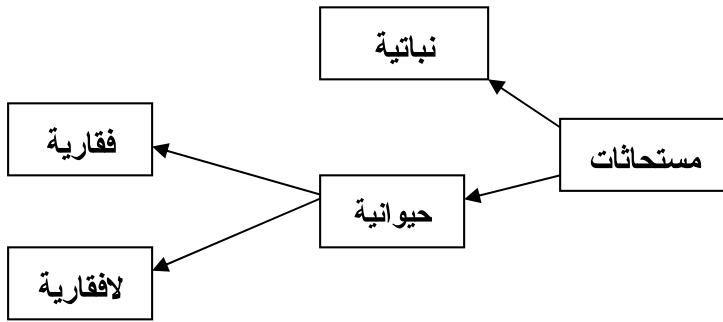 نباتية
مستحاثات
فقارية
حيوانية
لافقارية